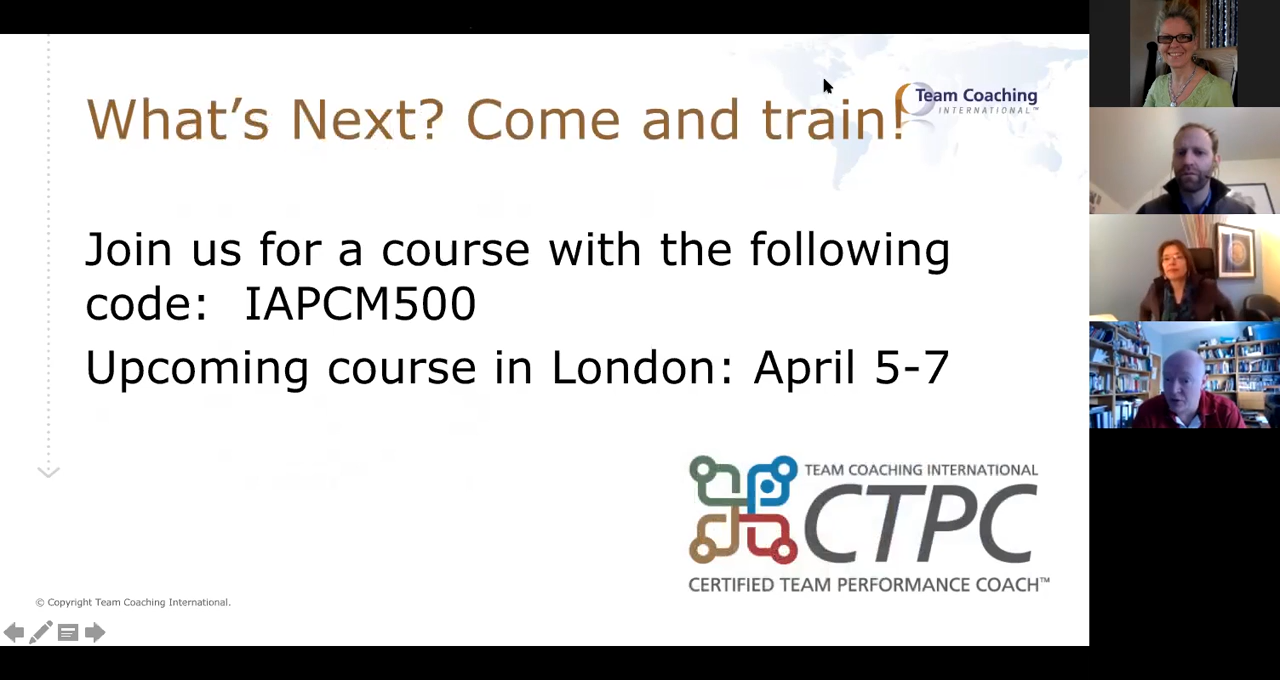 What's Next? Come and train!
Team Coaching
INTERNATIONAL™
Join us for a course with the following
code: IAPCM500
Upcoming course in London: April 5-7
TEAM COACHING INTERNATIONAL
CTPC
CERTIFIED TEAM PERFORMANCE COACH™
© Copyright Team Coaching International.